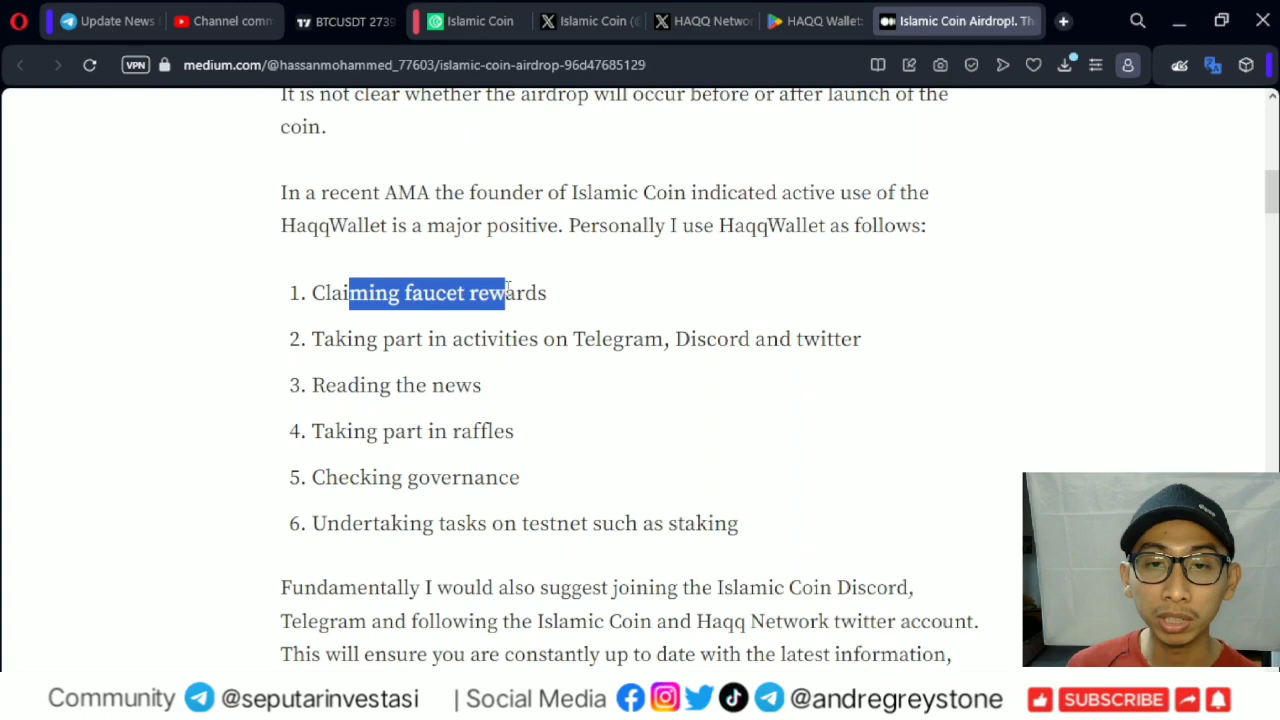 Update News
Channel comm
BTCUSDT 2739
Islamic Coin
Islamic Coin (
HAQQ Networ
HAQQ Wallet:
Islamic Coin Airdrop!. Th
VPN
medium.com/@hassanmohammed_77603/islamic-coin-airdrop-96d47685129
It is not clear whether the airdrop will occur before or after launch of the
coin.
In a recent AMA the founder of Islamic Coin indicated active use of the
HaqqWallet is a major positive. Personally I use HaqqWallet as follows:
1. Claiming faucet rewards
2. Taking part in activities on Telegram, Discord and twitter
3. Reading the news
4. Taking part in raffles
5. Checking governance
6. Undertaking tasks on testnet such as staking
Fundamentally I would also suggest joining the Islamic Coin Discord,
Telegram and following the Islamic Coin and Haqq Network twitter account.
This will ensure you are constantly up to date with the latest information,
Community @seputarinvestasi | Social Media @andregreystone SUBSCRIBE